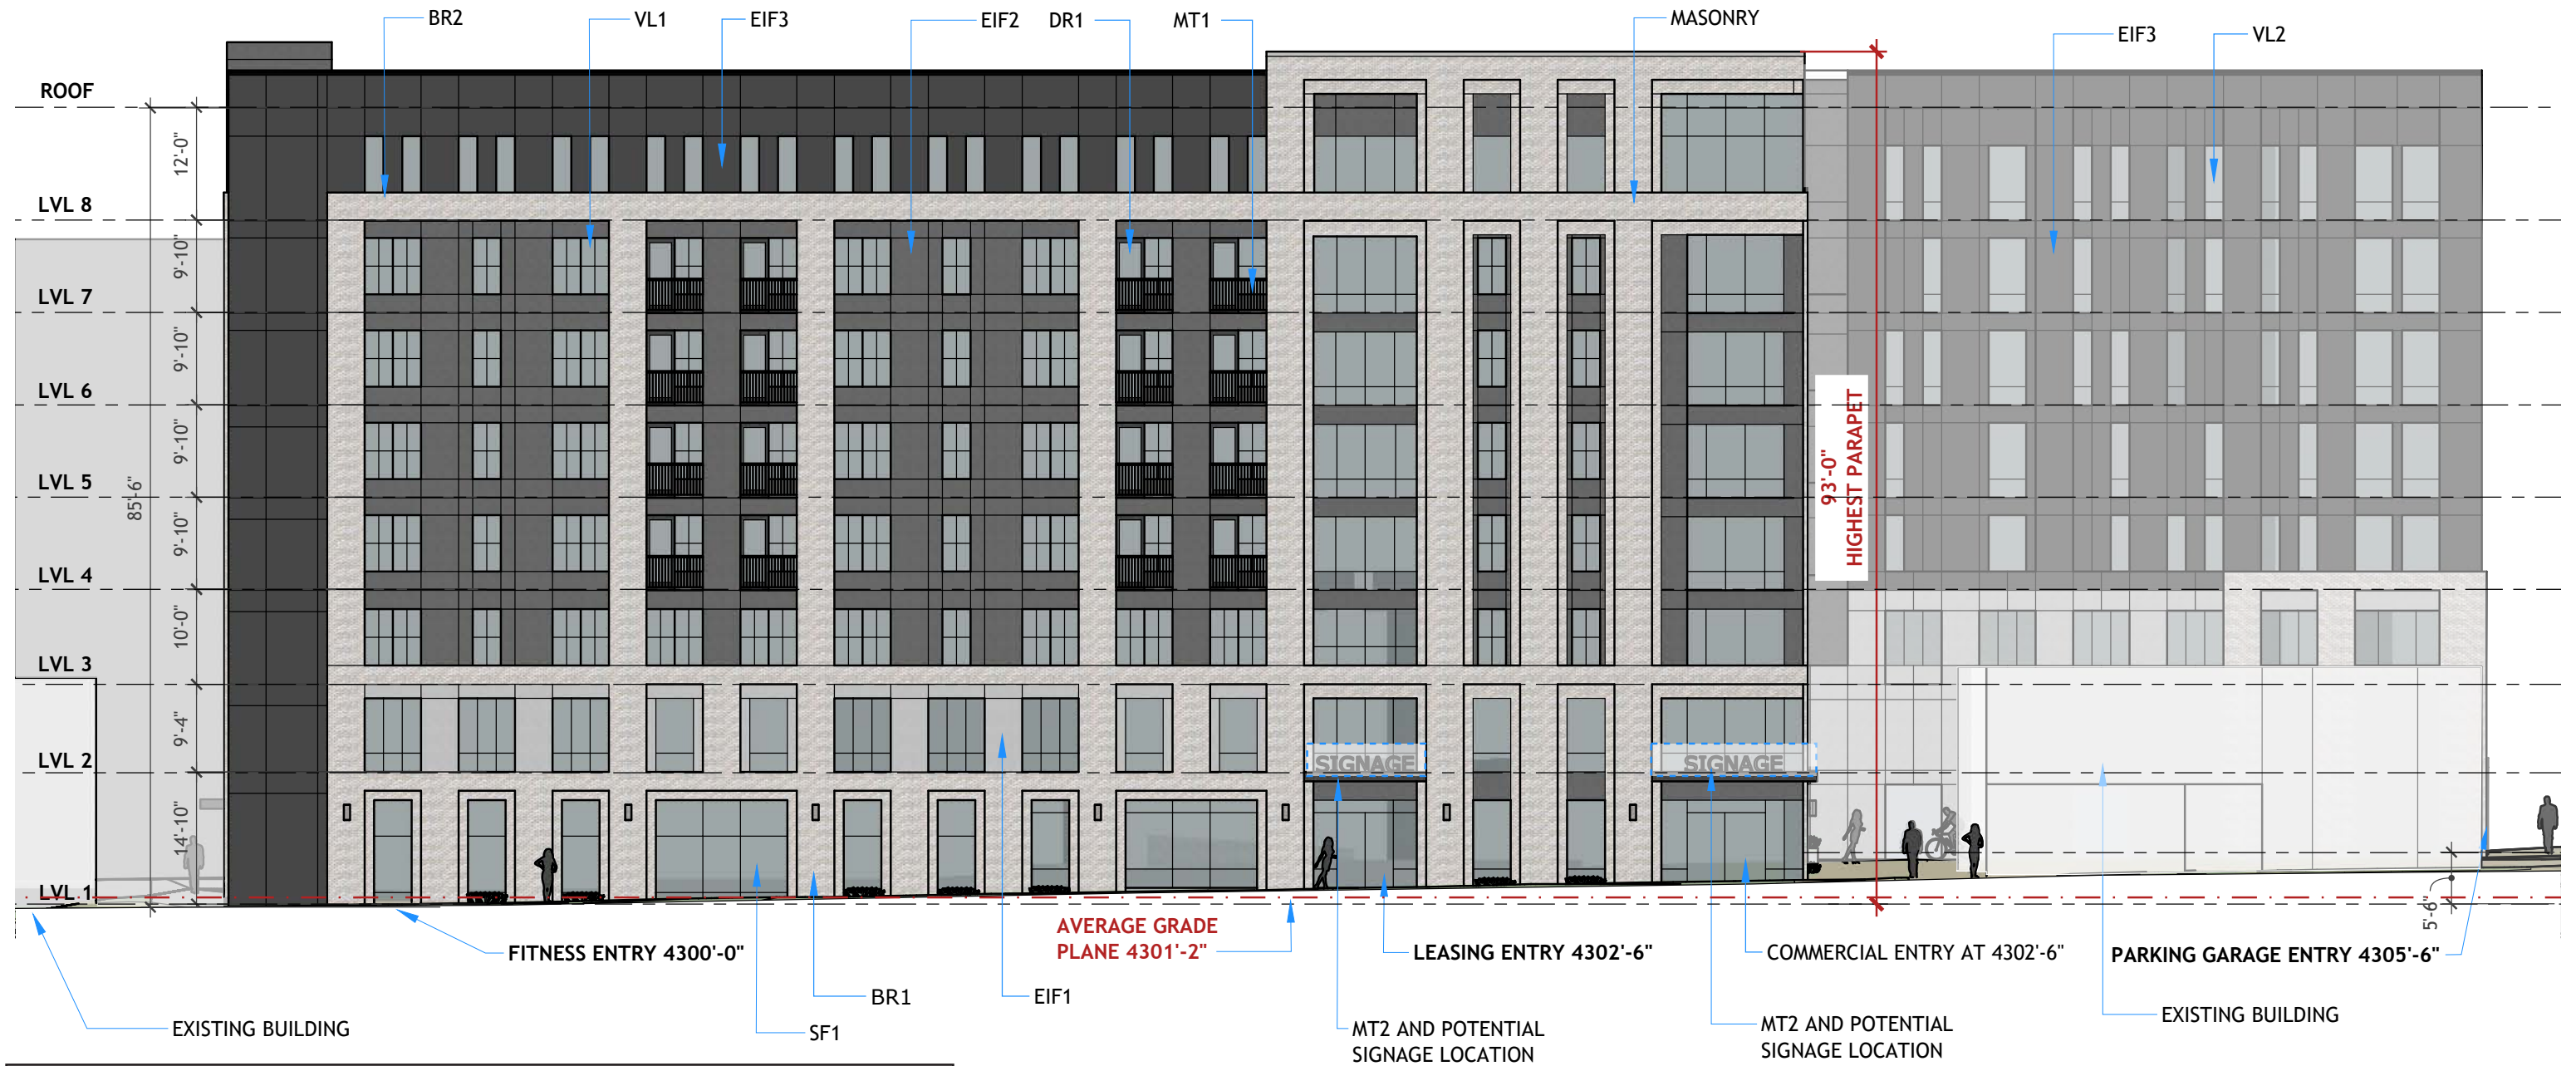 BR2
VL1
EIF3
EIF2
DR1
MT1
MASONRY
EIF3
VL2
ROOF
12'-0"
LVL 8
9'-10"
LVL 7
9'-10"
LVL 6
9'-10"
LVL 5
85'-6"
9'-10"
LVL 4
10'-0"
LVL 3
9'-4"
LVL 2
14'-10"
LVL 1
93'-0"
HIGHEST PARAPET
SIGNAGE
SIGNAGE
5'-6"
FITNESS ENTRY 4300'-0"
AVERAGE GRADE
PLANE 4301'-2"
LEASING ENTRY 4302'-6"
COMMERCIAL ENTRY AT 4302'-6"
PARKING GARAGE ENTRY 4305'-6"
BR1
EIF1
EXISTING BUILDING
SF1
MT2 AND POTENTIAL
SIGNAGE LOCATION
MT2 AND POTENTIAL
SIGNAGE LOCATION
EXISTING BUILDING